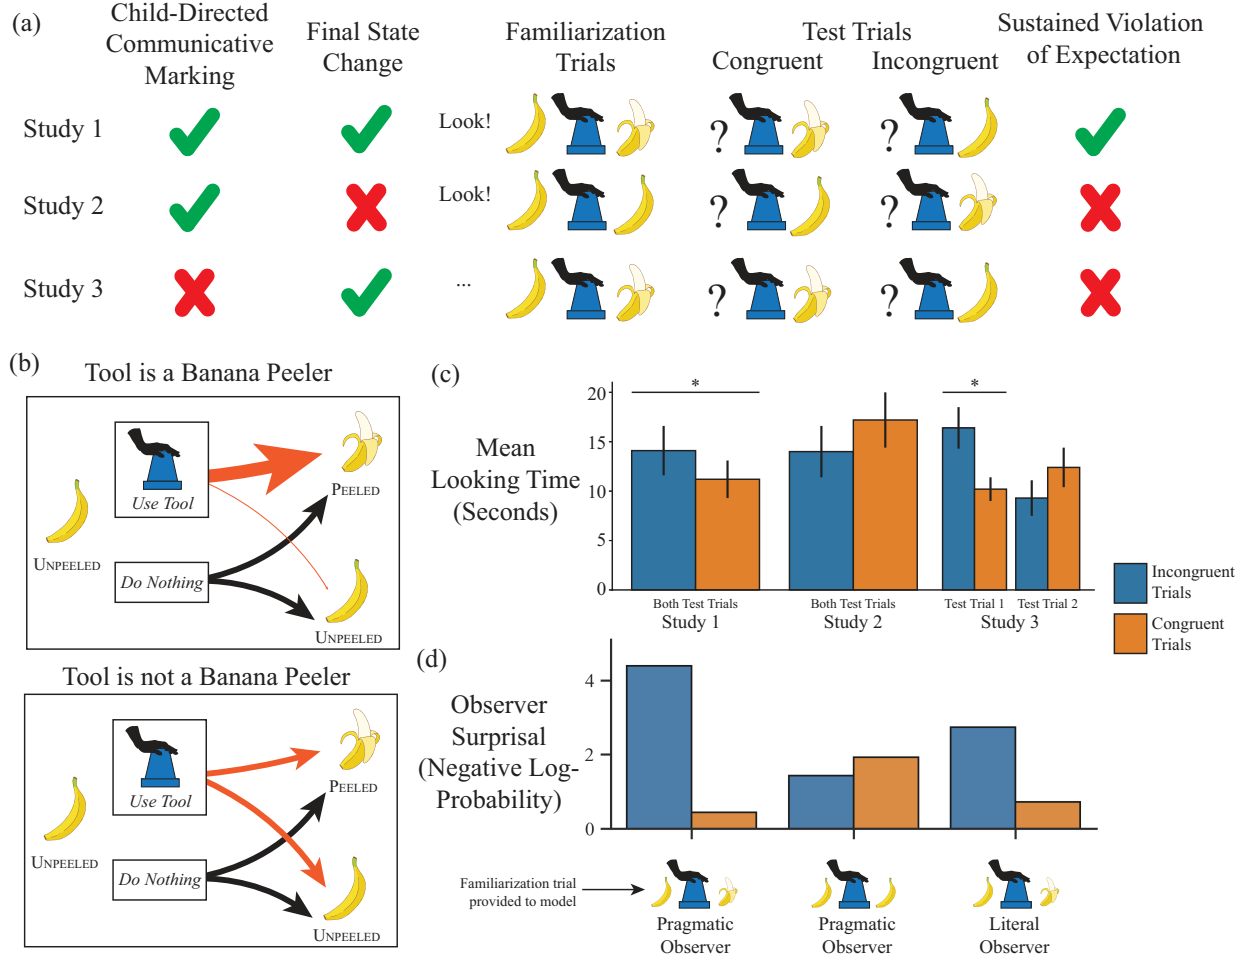 (a)
Child-Directed
Communicative
Marking
Final State
Change
Familiarization
Trials
Test Trials
Congruent
Incongruent
Sustained Violation
of Expectation
Study 1
Look!
?
?
Study 2
Look!
?
?
Study 3
...
?
?
(b)
Tool is a Banana Peeler
Use Tool
PEELED
UNPEELED
Do Nothing
UNPEELED
Tool is not a Banana Peeler
Use Tool
PEELED
UNPEELED
Do Nothing
UNPEELED
(c)
Mean
Looking Time
(Seconds)
20
15
10
5
0
*
*
Both Test Trials
Study 1
Both Test Trials
Study 2
Test Trial 1
Test Trial 2
Study 3
Incongruent
Trials
Congruent
Trials
(d)
Observer
Surprisal
(Negative Log-
Probability)
4
2
0
Familiarization trial
provided to model
Pragmatic
Observer
Pragmatic
Observer
Literal
Observer